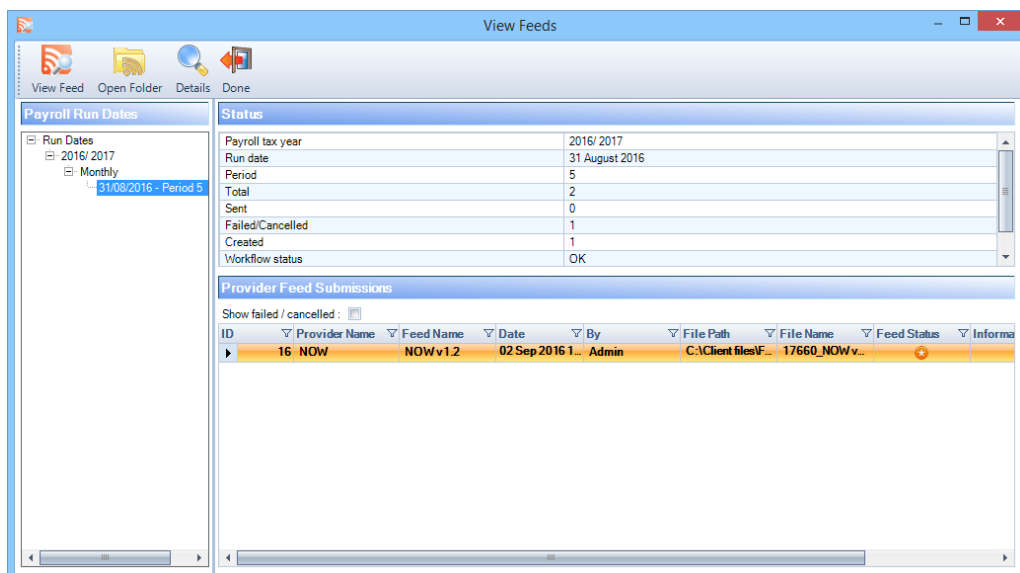 View Feeds
View Feed Open Folder Details Done
Payroll Run Dates
Run Dates
2016/ 2017
Monthly
31/08/2016 - Period 5
Status
Payroll tax year 2016/ 2017
Run date 31 August 2016
Period 5
Total 2
Sent 0
Failed/Cancelled 1
Created 1
Workflow status OK
Provider Feed Submissions
Show failed / cancelled :
ID Provider Name Feed Name Date By File Path File Name Feed Status Informa
16 NOW NOW v1.2 02 Sep 2016 1... Admin C:\Client files\F... 17660_NOW v...